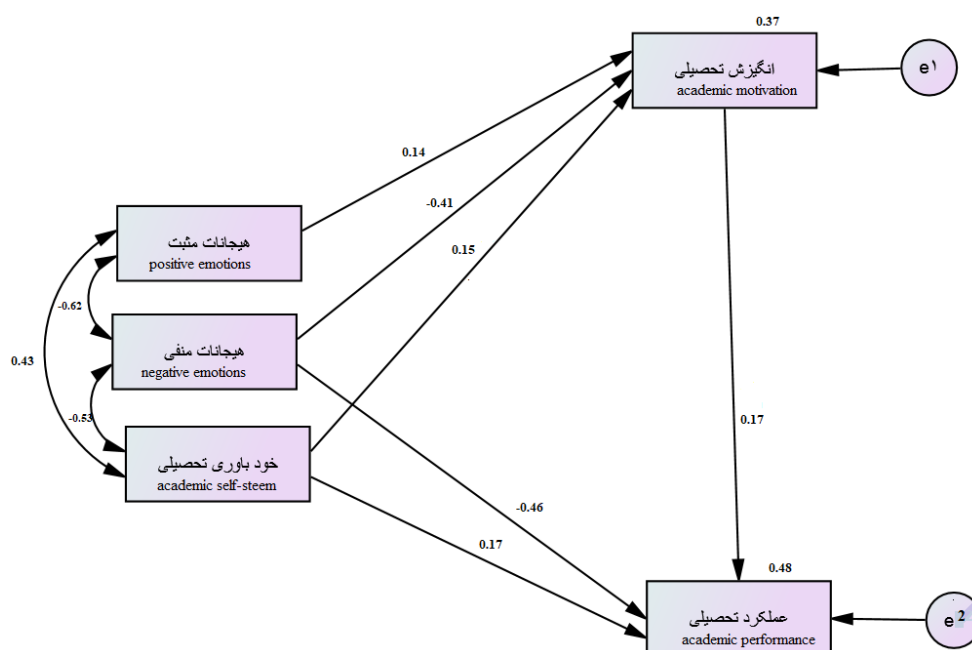 0.37
انگیزش تحصیلی
academic motivation
e۱
0.14
-0.41
هیجانات مثبت
positive emotions
0.15
-0.62
هیجانات منفی
negative emotions
0.43
-0.53
0.17
خود باوری تحصیلی
academic self-steem
-0.46
0.17
0.48
عملکرد تحصیلی
academic performance
e2